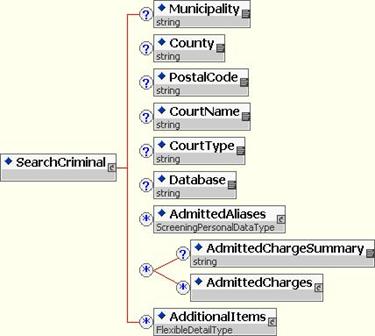 Municipality
string
County
string
PostalCode
string
CourtName
string
SearchCriminal
CourtType
string
Database
string
AdmittedAliases
ScreeningPersonalDataType
AdmittedChargeSummary
string
AdmittedCharges
AdditionalItems
FlexibleDetailType